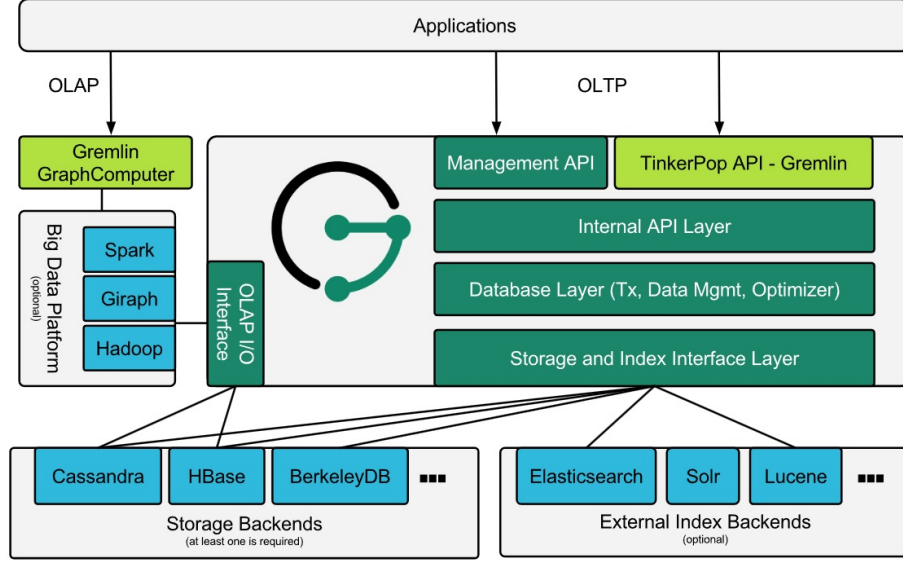 Applications
OLAP
OLTP
Gremlin
GraphComputer
Management API
TinkerPop API - Gremlin
Internal API Layer
Big Data Platform
(optional)
Spark
Giraph
Hadoop
OLAP I/O
Interface
Database Layer (Tx, Data Mgmt, Optimizer)
Storage and Index Interface Layer
Cassandra
HBase
BerkeleyDB
Storage Backends
(at least one is required)
Elasticsearch
Solr
Lucene
External Index Backends
(optional)